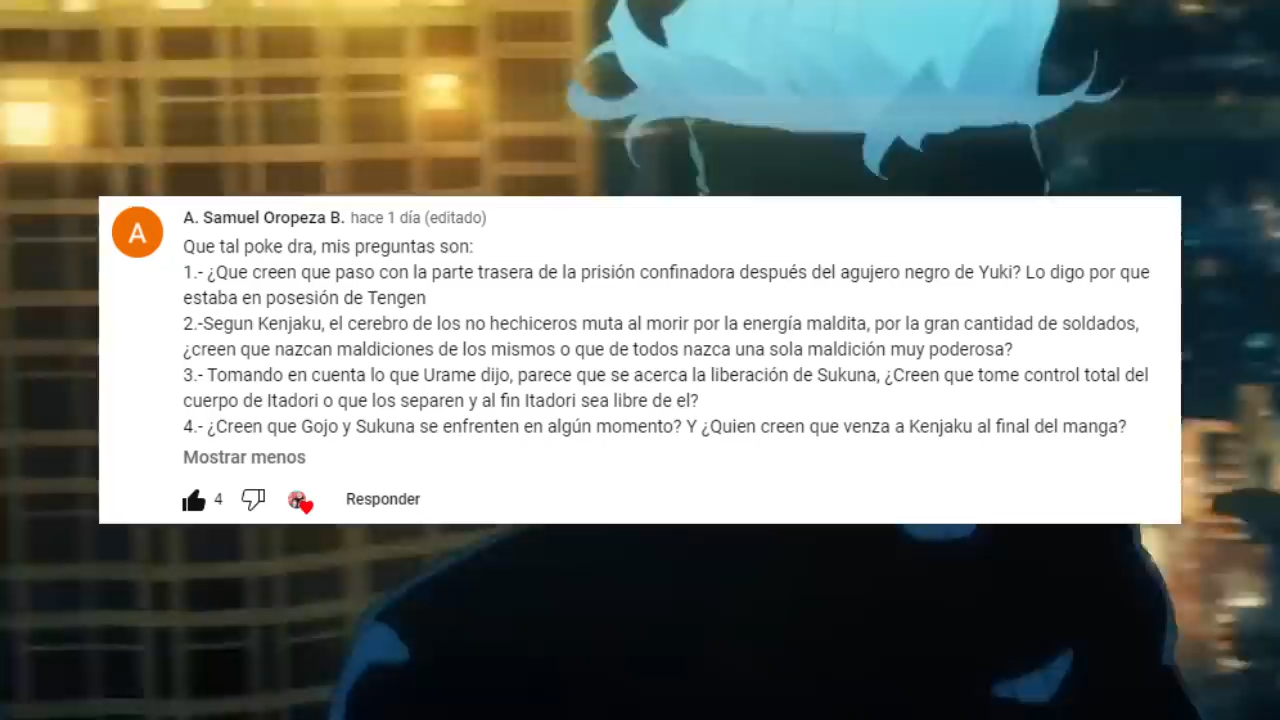 A
A. Samuel Oropeza B. hace 1 día (editado)
Que tal poke dra, mis preguntas son:
1.- ¿Que creen que paso con la parte trasera de la prisión confinadora después del agujero negro de Yuki? Lo digo por que
estaba en posesión de Tengen
2.-Segun Kenjaku, el cerebro de los no hechiceros muta al morir por la energía maldita, por la gran cantidad de soldados,
¿creen que nazcan maldiciones de los mismos o que de todos nazca una sola maldición muy poderosa?
3.- Tomando en cuenta lo que Urame dijo, parece que se acerca la liberación de Sukuna, ¿Creen que tome control total del
cuerpo de Itadori o que los separen y al fin Itadori sea libre de el?
4.- ¿Creen que Gojo y Sukuna se enfrenten en algún momento? Y ¿Quien creen que venza a Kenjaku al final del manga?
Mostrar menos
4 Responder